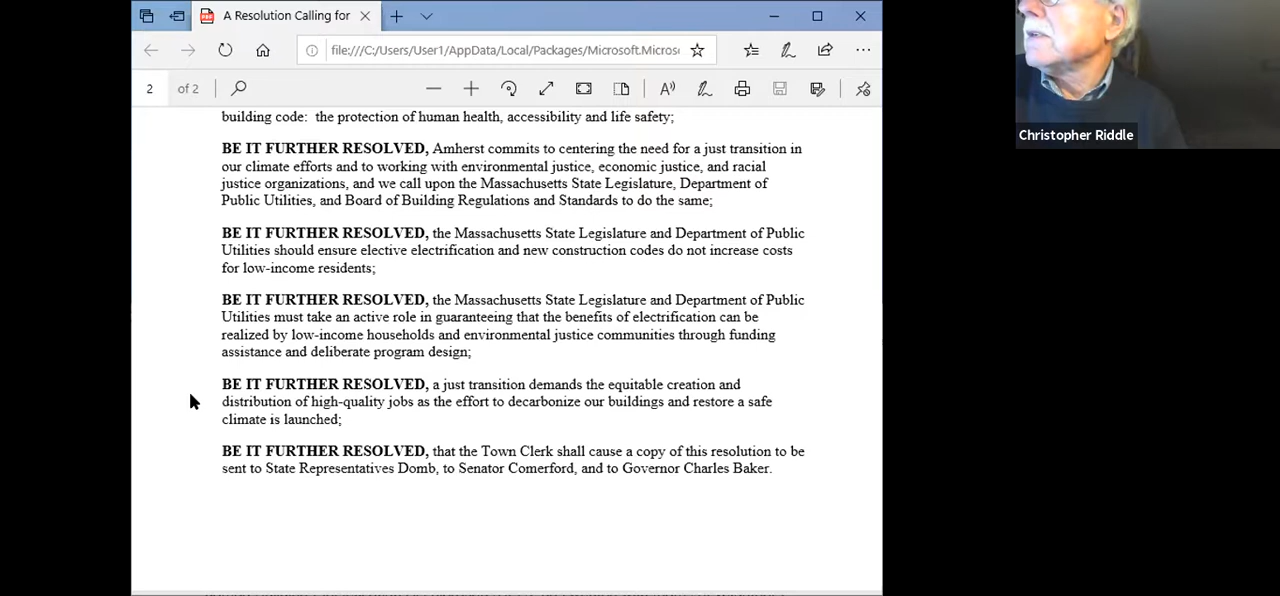 A Resolution Calling for
file:///C:/Users/User1/AppData/Local/Packages/Microsoft.Micros
2 of 2
building code: the protection of human health, accessibility and life safety;
BE IT FURTHER RESOLVED, Amherst commits to centering the need for a just transition in
our climate efforts and to working with environmental justice, economic justice, and racial
justice organizations, and we call upon the Massachusetts State Legislature, Department of
Public Utilities, and Board of Building Regulations and Standards to do the same;
BE IT FURTHER RESOLVED, the Massachusetts State Legislature and Department of Public
Utilities should ensure elective electrification and new construction codes do not increase costs
for low-income residents;
BE IT FURTHER RESOLVED, the Massachusetts State Legislature and Department of Public
Utilities must take an active role in guaranteeing that the benefits of electrification can be
realized by low-income households and environmental justice communities through funding
assistance and deliberate program design;
BE IT FURTHER RESOLVED, a just transition demands the equitable creation and
distribution of high-quality jobs as the effort to decarbonize our buildings and restore a safe
climate is launched;
BE IT FURTHER RESOLVED, that the Town Clerk shall cause a copy of this resolution to be
sent to State Representatives Domb, to Senator Comerford, and to Governor Charles Baker.
Christopher Riddle